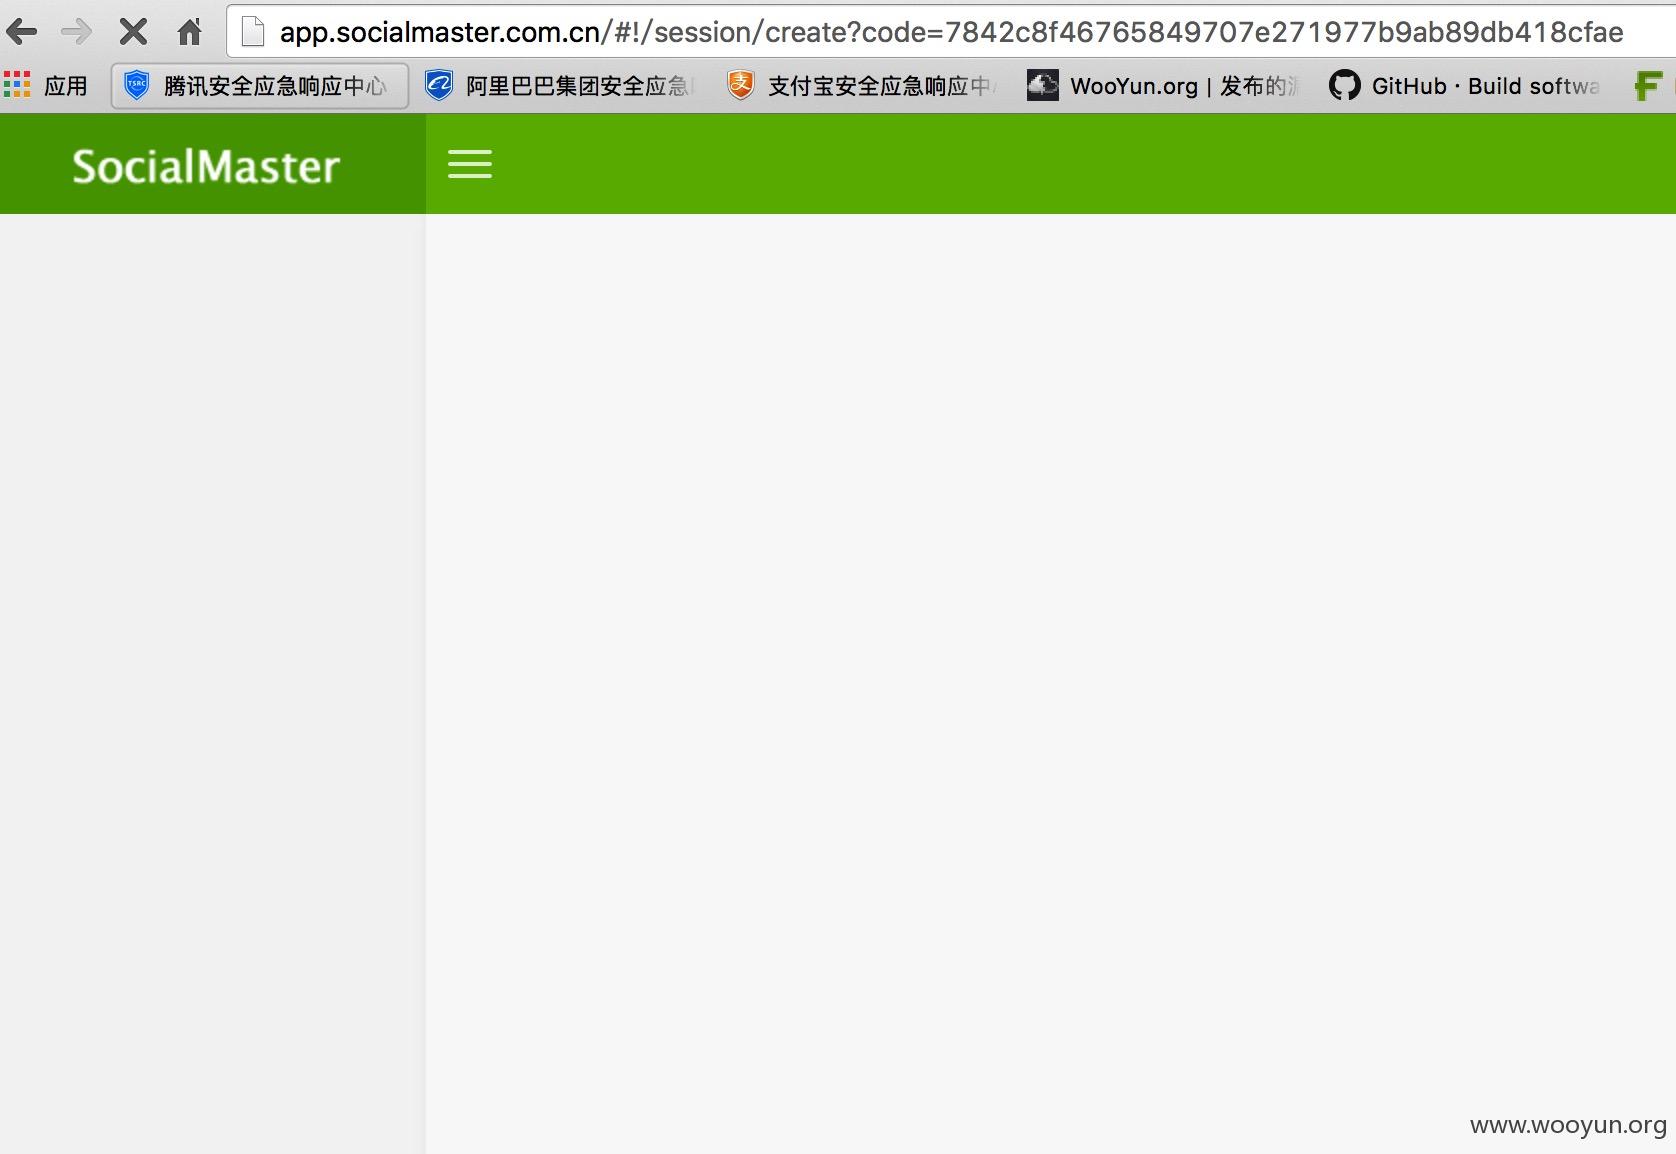 app.socialmaster.com.cn/#!/session/create?code=7842c8f46765849707e271977b9ab89db418cfae
应用 腾讯安全应急响应中心 阿里巴巴集团安全应急 支付宝安全应急响应中 WooYun.org | 发布的 GitHub · Build softwa
SocialMaster
www.wooyun.org